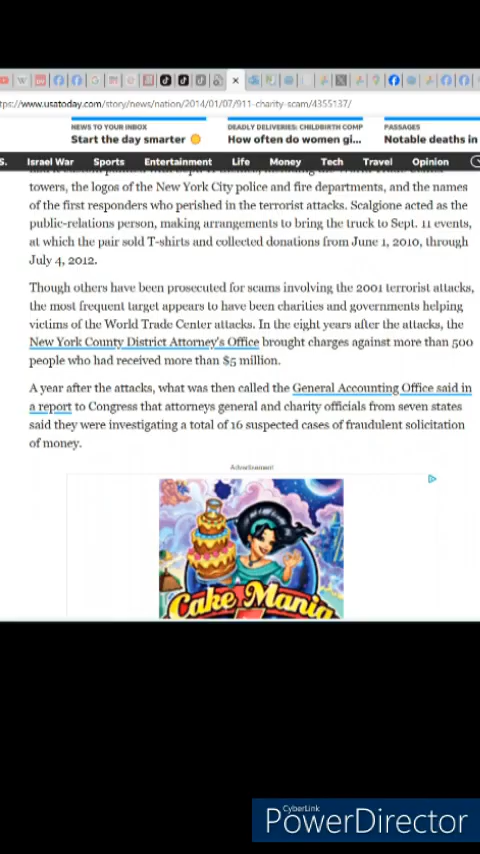 ps://www.usatoday.com/story/news/nation/2014/01/07/911-charity-scam/4355137/
NEWS TO YOUR INBOX
Start the day smarter
DEADLY DELIVERIES: CHILDBIRTH COMP
How often do women gi...
PASSAGES
Notable deaths in
S. Israel War Sports Entertainment Life Money Tech Travel Opinion
towers, the logos of the New York City police and fire departments, and the names
of the first responders who perished in the terrorist attacks. Scalgione acted as the
public-relations person, making arrangements to bring the truck to Sept. 11 events,
at which the pair sold T-shirts and collected donations from June 1, 2010, through
July 4, 2012.
Though others have been prosecuted for scams involving the 2001 terrorist attacks,
the most frequent target appears to have been charities and governments helping
victims of the World Trade Center attacks. In the eight years after the attacks, the
New York County District Attorney's Office brought charges against more than 500
people who had received more than $5 million.
A year after the attacks, what was then called the General Accounting Office said in
a report to Congress that attorneys general and charity officials from seven states
said they were investigating a total of 16 suspected cases of fraudulent solicitation
of money.
Advertisement
Cake Mania
CyberLink
PowerDirector